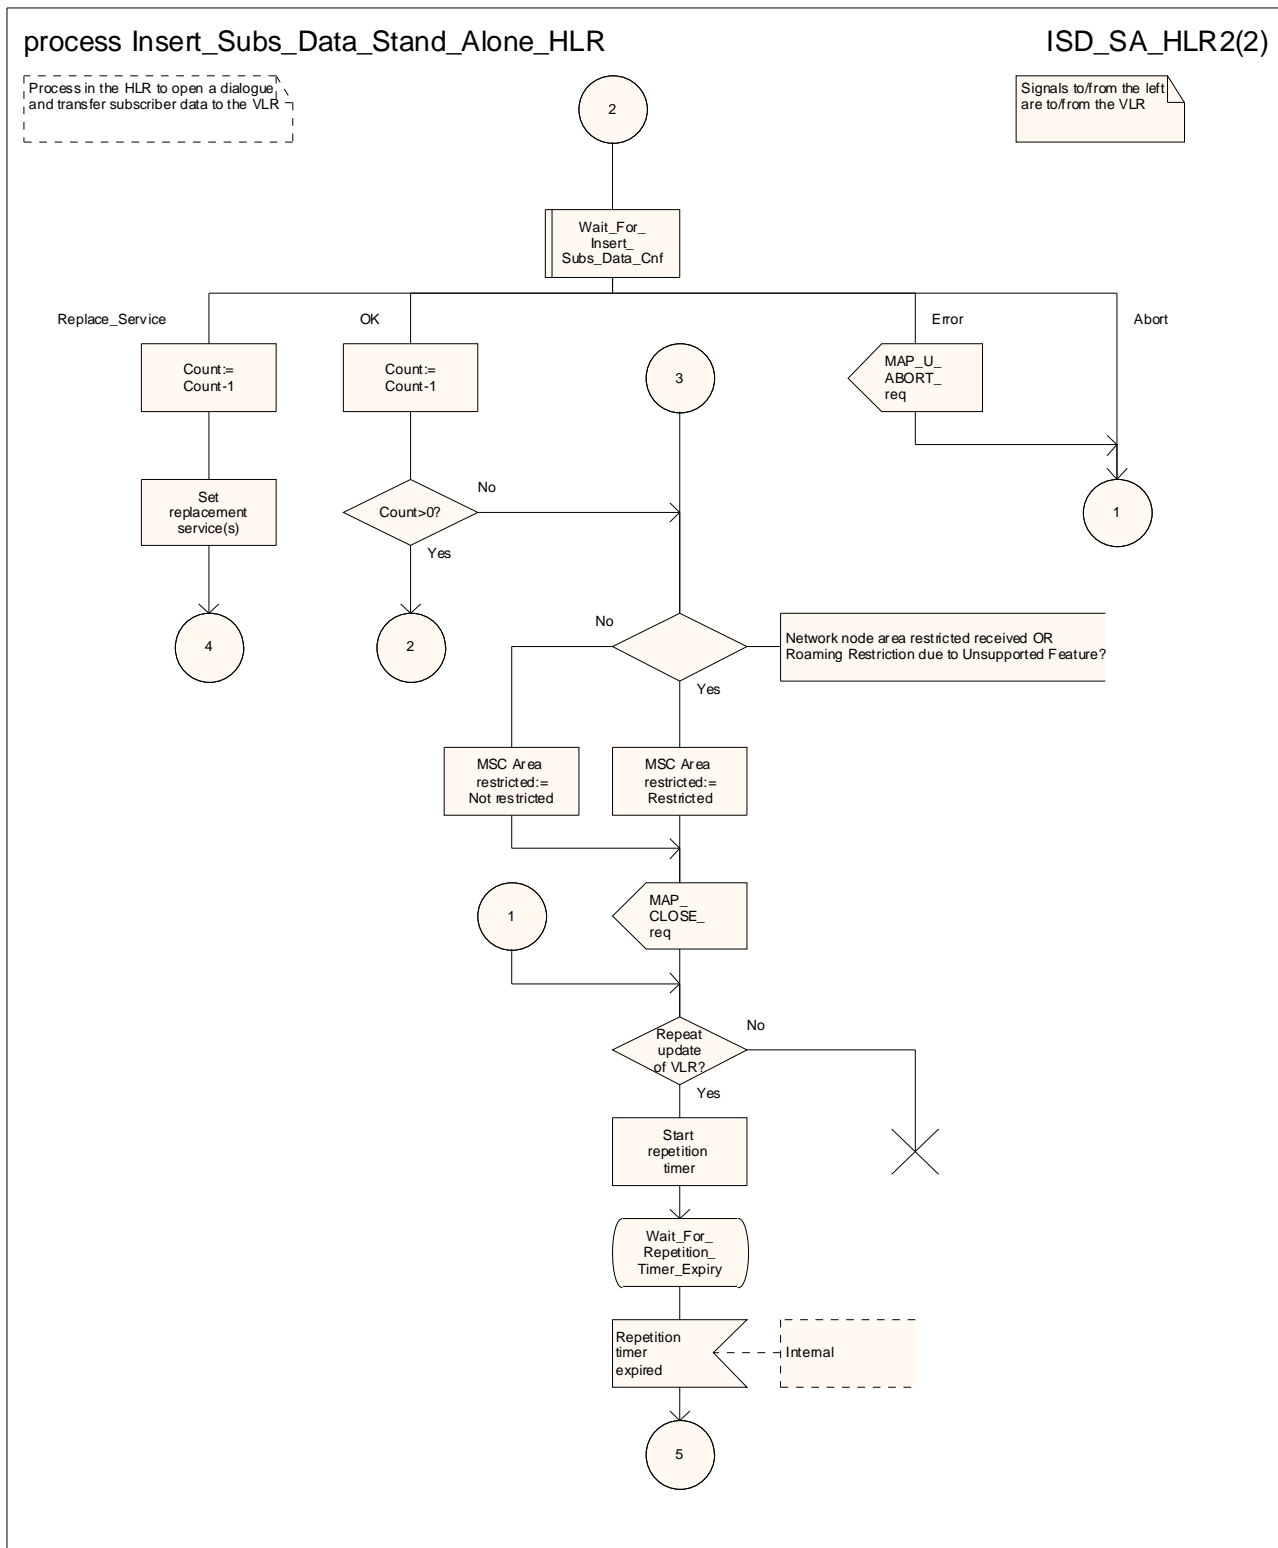 process Insert_Subs_Data_Stand_Alone_HLR
ISD_SA_HLR2(2)
Process in the HLR to open a dialogue
and transfer subscriber data to the VLR
2
Signals to/from the left
are to/from the VLR
Wait_For_
Insert_
Subs_Data_Cnf
Replace_Service
OK
Error
Abort
Count:=
Count-1
Count:=
Count-1
3
MAP_U_
ABORT_
req
Set
replacement
service(s)
Count>0?
No
Yes
1
4
2
No
Yes
Network node area restricted received OR
Roaming Restriction due to Unsupported Feature?
MSC Area
restricted:=
Not restricted
MSC Area
restricted:=
Restricted
1
MAP_
CLOSE_
req
Repeat
update
of VLR?
No
Yes
Start
repetition
timer
Wait_For_
Repetition_
Timer_Expiry
Repetition
timer
expired
Internal
5